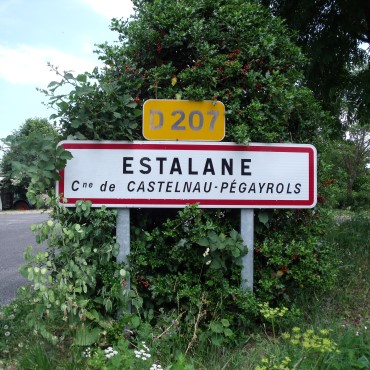 D 207
ESTALANE
Cne de CASTELNAU-PÉGAYROLS